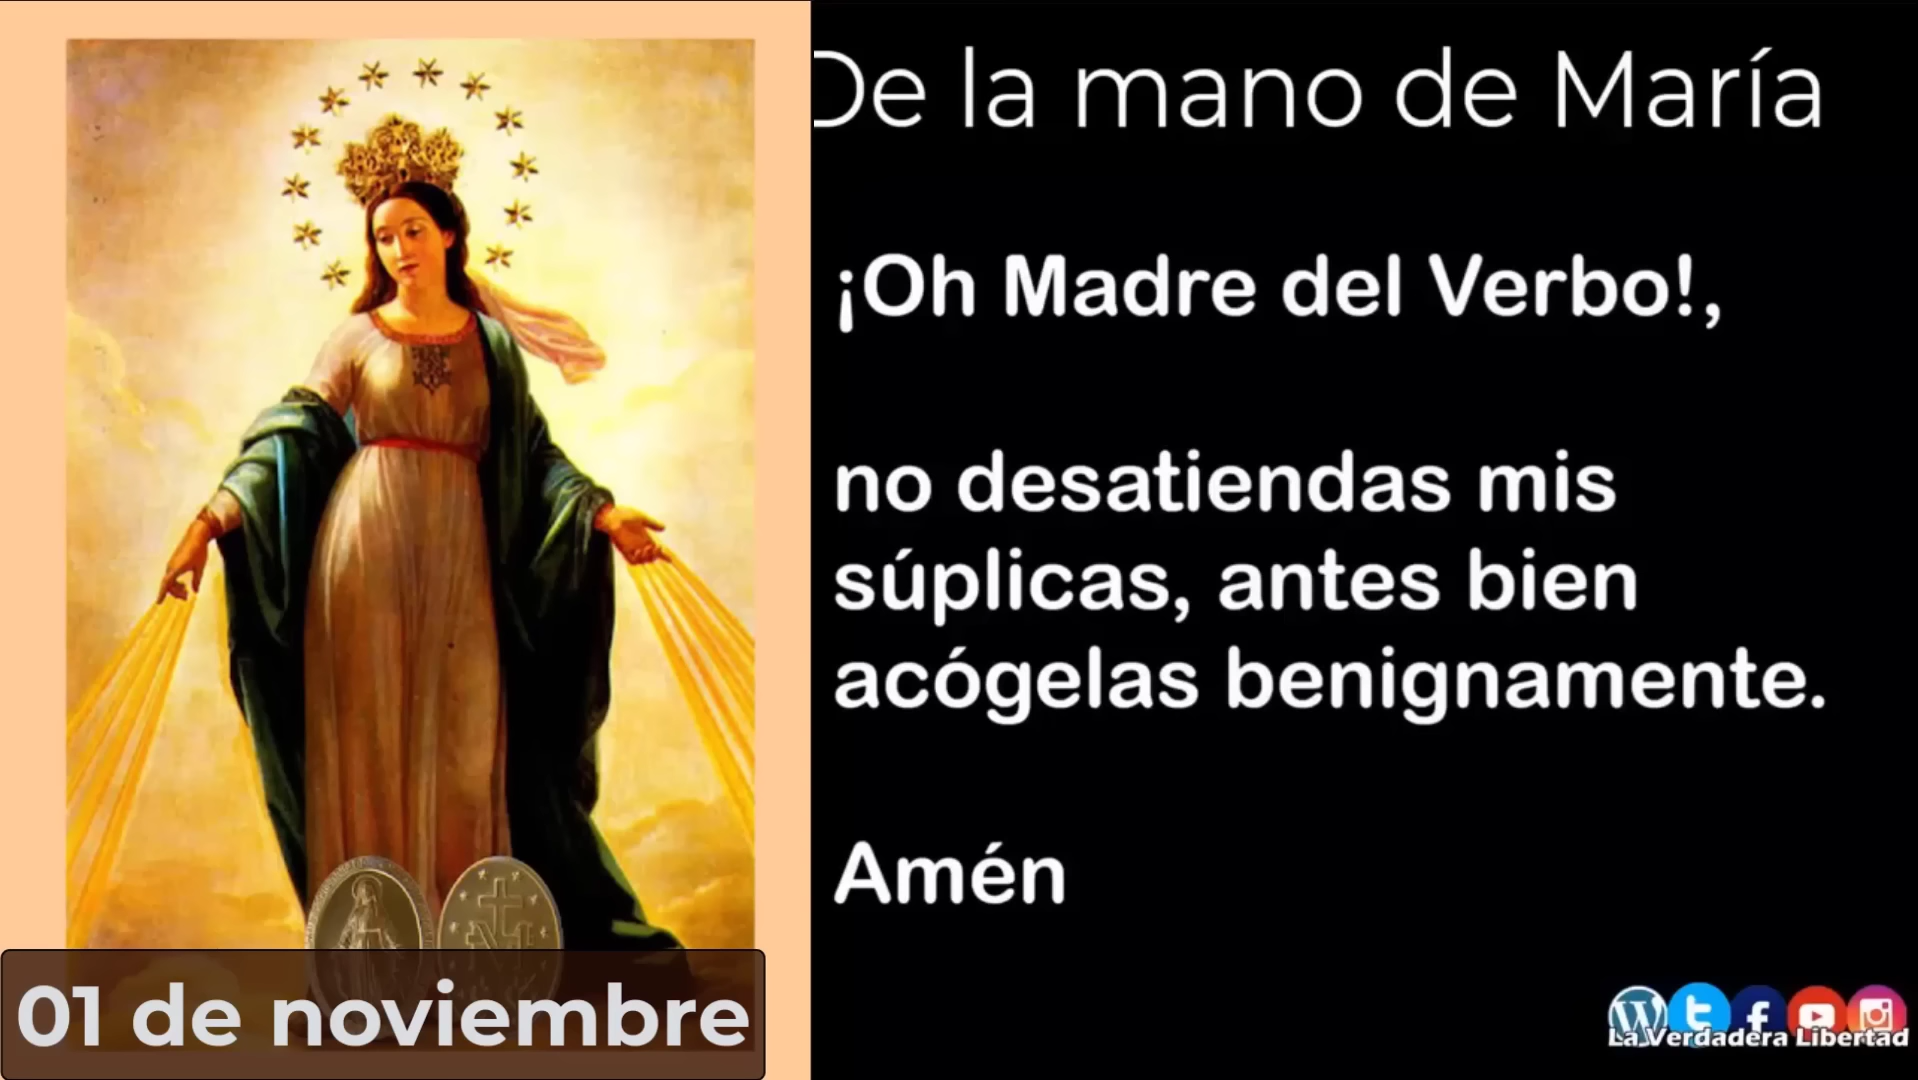 De la mano de María
¡Oh Madre del Verbo!,
no desatiendas mis
súplicas, antes bien
acógelas benignamente.
Amén
01 de noviembre
La Verdadera Libertad